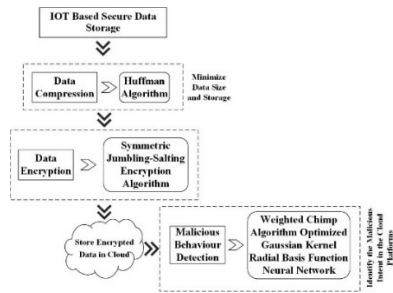 IOT Based Secure Data
Storage
Data
Compression
Huffman
Algorithm
Minimize
Data Size
and Storage
Data
Encryption
Symmetric
Jumbling-Salting
Encryption
Algorithm
Store Encrypted
Data in Cloud
Malicious
Behaviour
Detection
Weighted Chimp
Algorithm Optimized
Gaussian Kernel
Radial Basis Function
Neural Network
Identify the Malicious
Intent in the Cloud
Platforms